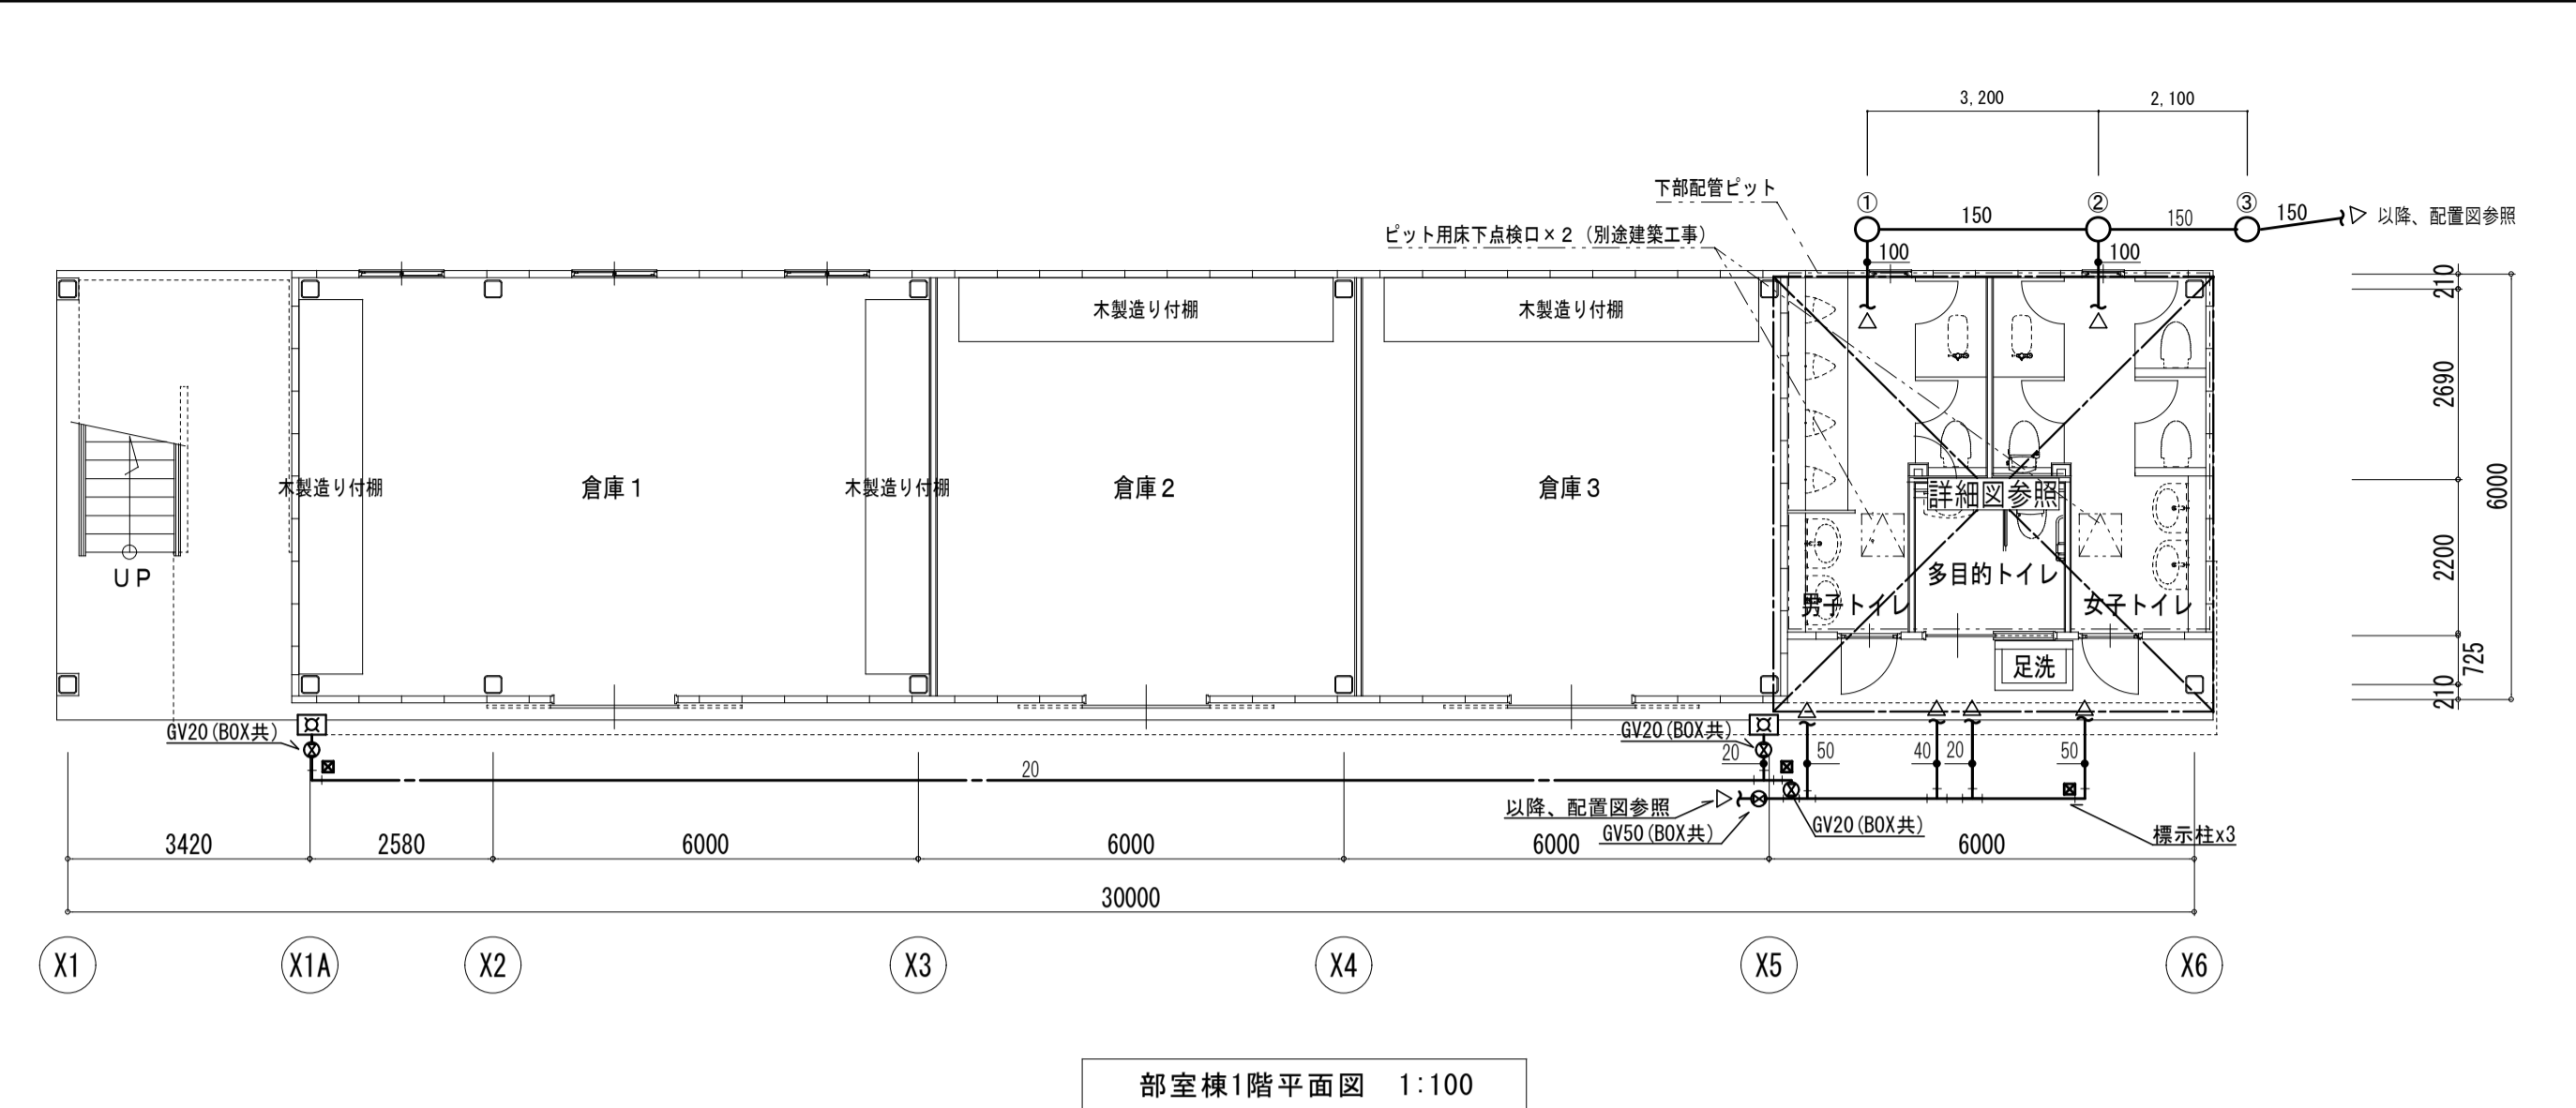 3,200
2,100
下部配管ピット
①
②
③
150
150
150
以降、配置図参照
ピット用床下点検口×2（別途建築工事）
100
100
210
木製造り付棚
木製造り付棚
2690
6000
木製造り付棚
倉庫1
木製造り付棚
倉庫2
倉庫3
詳細図参照
2200
UP
多目的トイレ
男子トイレ
女子トイレ
足洗
725
210
GV20(BOX共)
GV20(BOX共)
20
20
50
40
20
50
以降、配置図参照
GV50(BOX共)
GV20(BOX共)
標示柱x3
3420
2580
6000
6000
6000
6000
30000
X1
X1A
X2
X3
X4
X5
X6
部室棟1階平面図 1:100